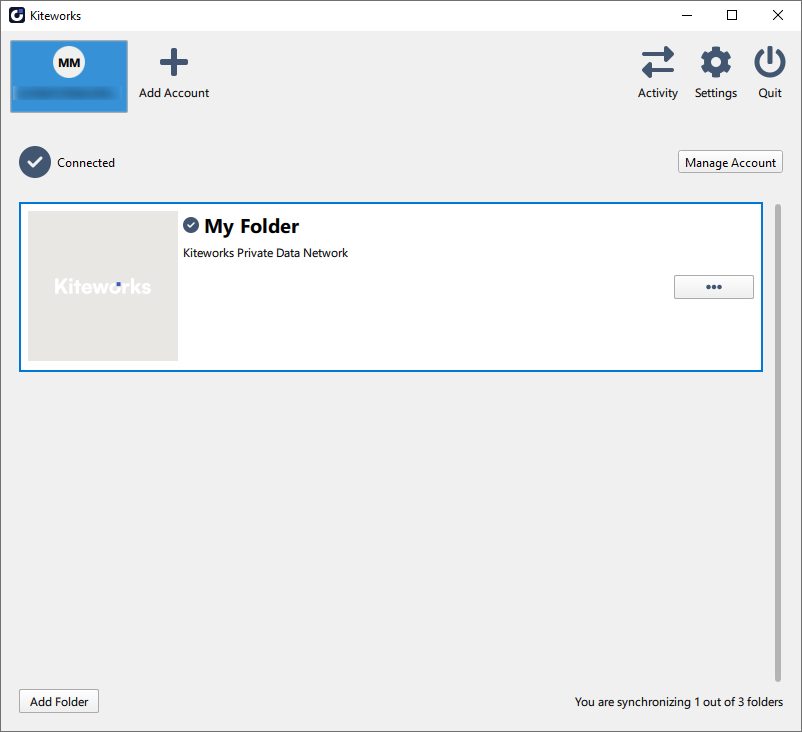 Kiteworks
MM
Add Account
Activity
Settings
Quit
Connected
Manage Account
Kiteworks
My Folder
Kiteworks Private Data Network
Add Folder
You are synchronizing 1 out of 3 folders